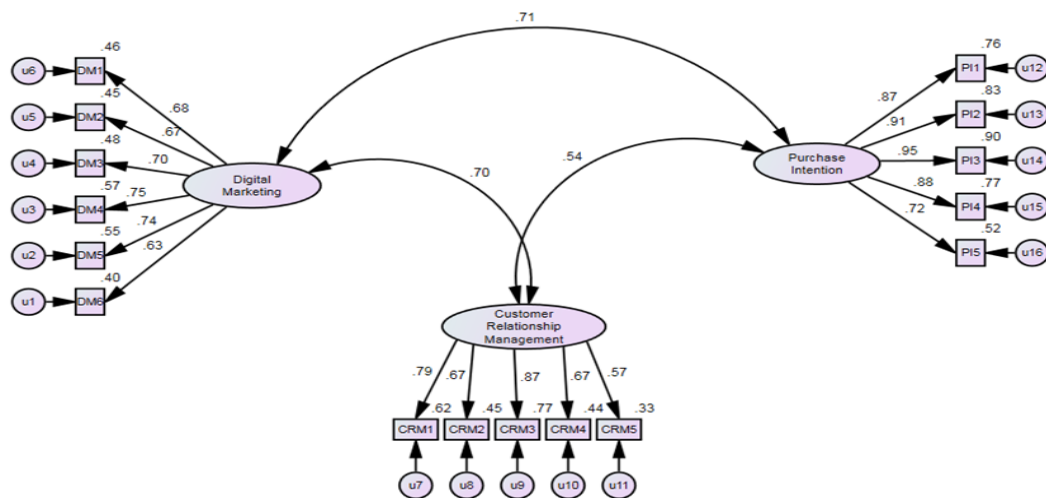 .71
.46
u6 DM1
.68
.45
u5 DM2
.67
.48
u4 DM3
.70
.57
u3 DM4
.75
.55
u2 DM5
.74
.40
u1 DM6
.63
Digital
Marketing
.70
.54
Purchase
Intention
.76
.87
PI1 u12
.83
.91
PI2 u13
.90
.95
PI3 u14
.77
.88
PI4 u15
.52
.72
PI5 u16
Customer
Relationship
Management
.79 .67 .87 .67 .57
.62 .45 .77 .44 .33
CRM1 CRM2 CRM3 CRM4 CRM5
u7 u8 u9 u10 u11